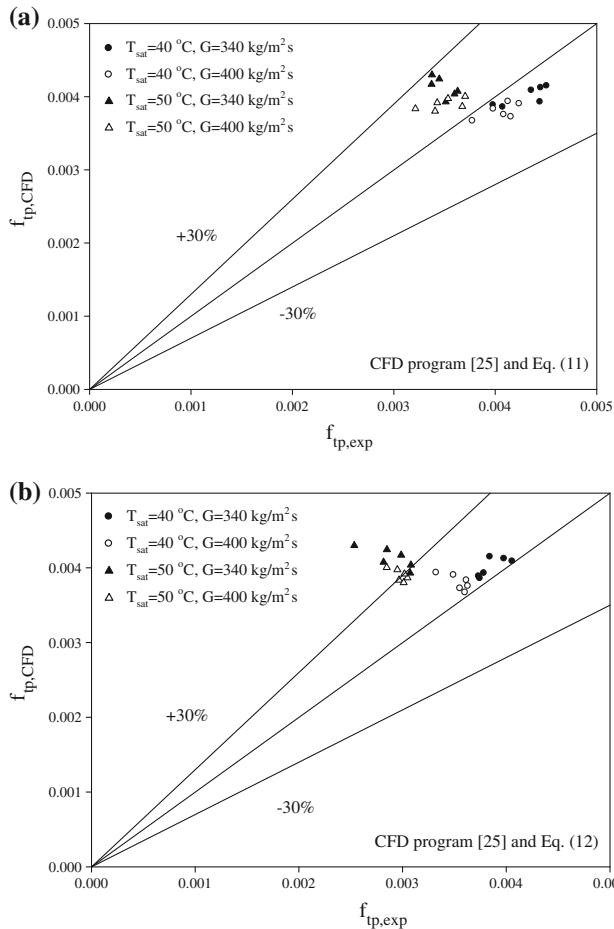 (a)
0.005
0.004
0.003
0.002
0.001
0.000
f_tp,CFD
● T_sat=40 °C, G=340 kg/m²s
○ T_sat=40 °C, G=400 kg/m²s
▲ T_sat=50 °C, G=340 kg/m²s
△ T_sat=50 °C, G=400 kg/m²s
+30%
-30%
CFD program [25] and Eq. (11)
0.000 0.001 0.002 0.003 0.004 0.005
f_tp,exp
(b)
0.005
0.004
0.003
0.002
0.001
0.000
f_tp,CFD
● T_sat=40 °C, G=340 kg/m²s
○ T_sat=40 °C, G=400 kg/m²s
▲ T_sat=50 °C, G=340 kg/m²s
△ T_sat=50 °C, G=400 kg/m²s
+30%
-30%
CFD program [25] and Eq. (12)
0.000 0.001 0.002 0.003 0.004 0.00
f_tp,exp